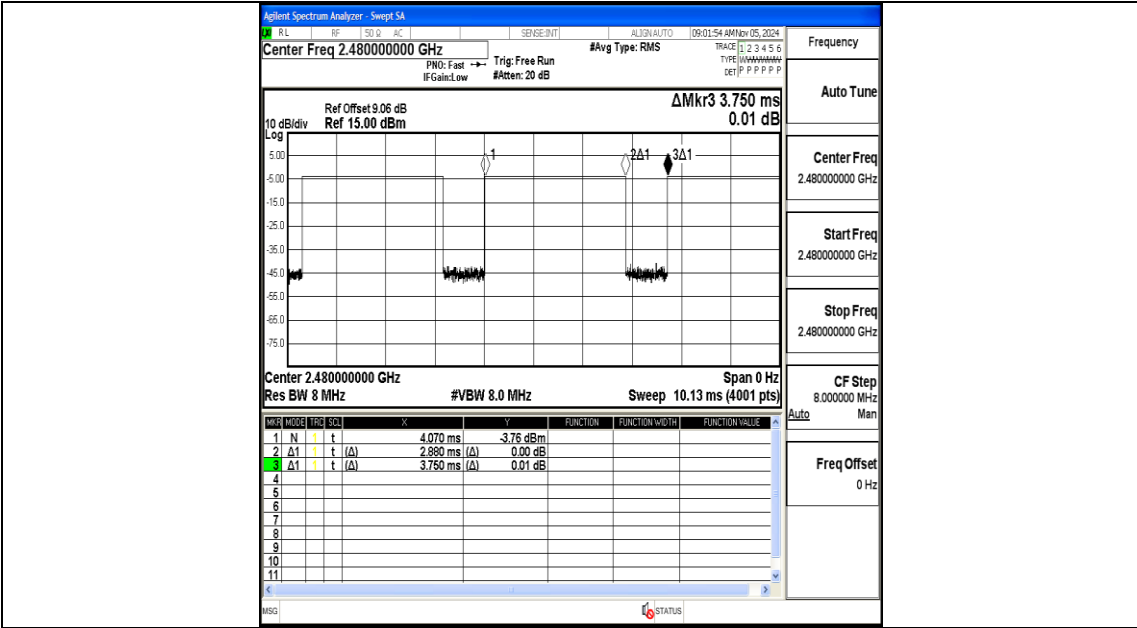 Agilent Spectrum Analyzer - Swept SA
RL RF 50 Ω AC SENSE:INT ALIGN AUTO 09:01:54 AM Nov 05, 2024
Center Freq 2.480000000 GHz
#Avg Type: RMS
TRACE 1 2 3 4 5 6
TYPE
DET P P P P P P
PNO: Fast
IFGain:Low
Trig: Free Run
#Atten: 20 dB
Frequency
ΔMkr3 3.750 ms
0.01 dB
Ref Offset 9.06 dB
10 dB/div Ref 15.00 dBm
Log
5.00
-5.00
-15.0
-25.0
-35.0
-45.0
-55.0
-65.0
-75.0
1
2Δ1
3Δ1
Center 2.480000000 GHz Span 0 Hz
Res BW 8 MHz #VBW 8.0 MHz Sweep 10.13 ms (4001 pts)
MKR MODE TRC SCL X Y FUNCTION FUNCTION WIDTH FUNCTION VALUE
1 N 1 t 4.070 ms -3.76 dBm
2 Δ1 1 t (Δ) 2.880 ms (Δ) 0.00 dB
3 Δ1 1 t (Δ) 3.750 ms (Δ) 0.01 dB
4
5
6
7
8
9
10
11
MSG STATUS
Auto Tune
Center Freq
2.480000000 GHz
Start Freq
2.480000000 GHz
Stop Freq
2.480000000 GHz
CF Step
8.000000 MHz
Auto Man
Freq Offset
0 Hz